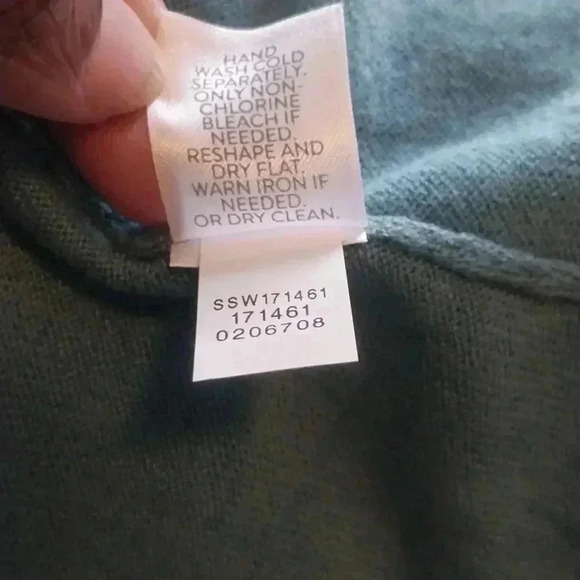 HAND
WASH COLD
SEPARATELY.
ONLY NON-
CHLORINE
BLEACH IF
NEEDED.
RESHAPE AND
DRY FLAT.
WARN IRON IF
NEEDED.
OR DRY CLEAN.
SSW171461
171461
0206708